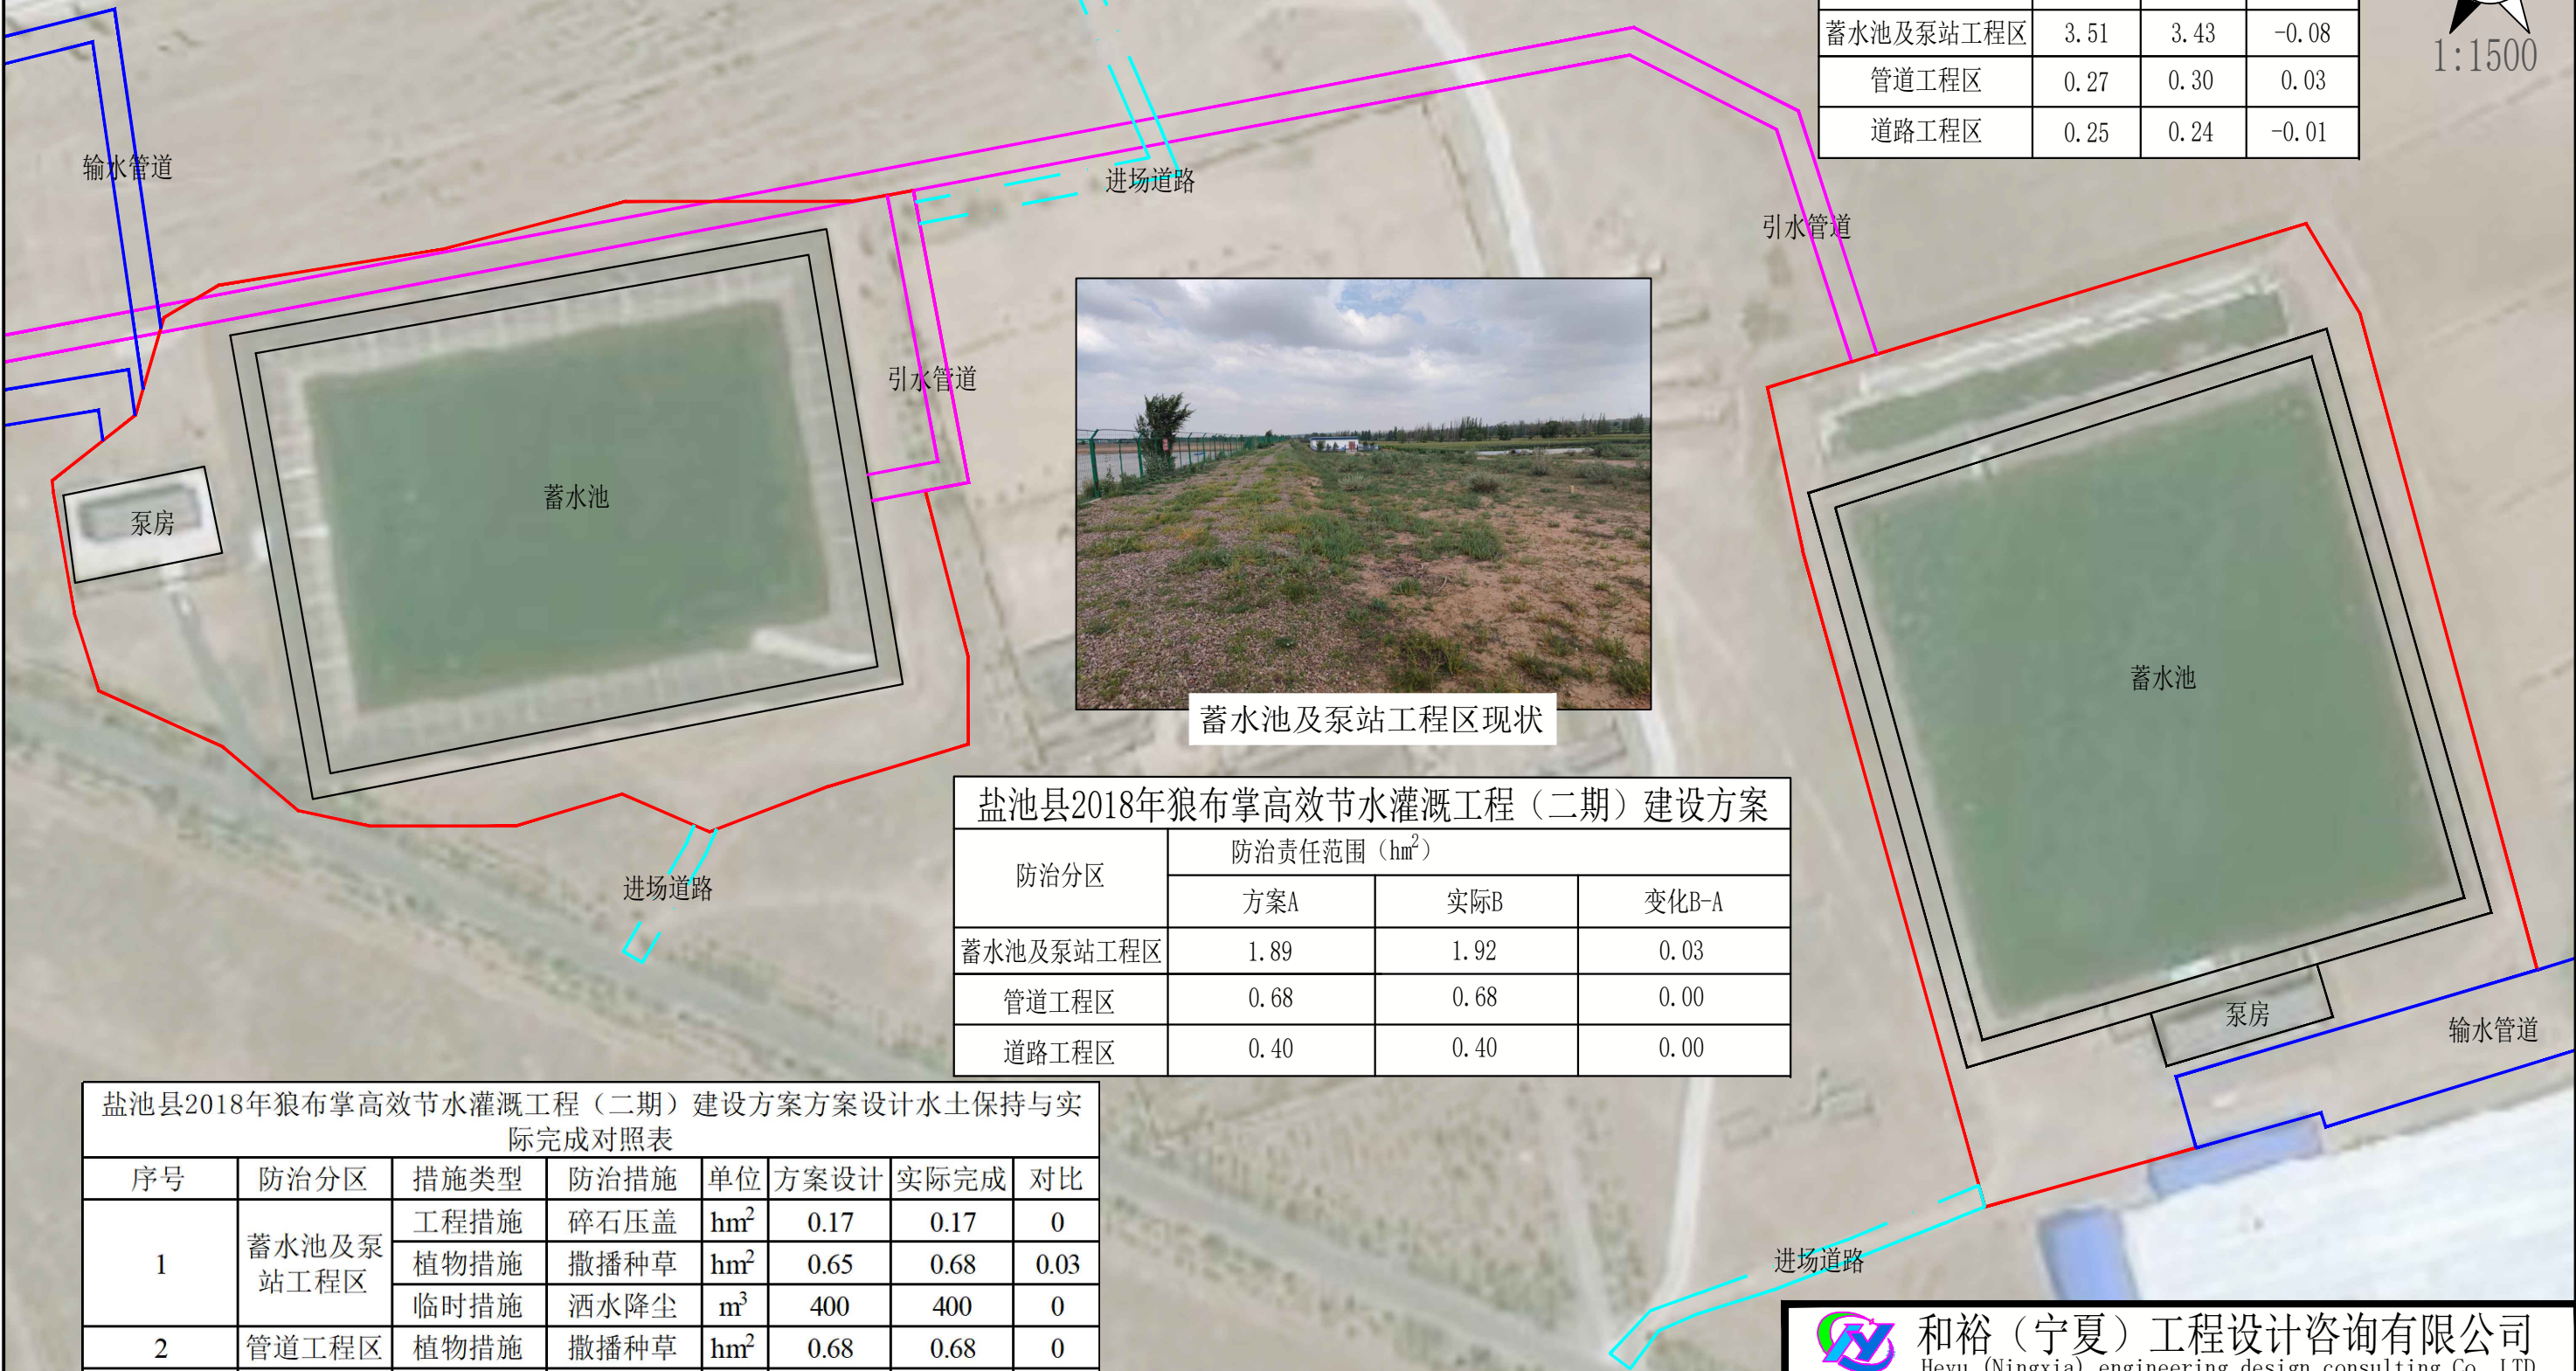 蓄水池及泵站工程区 3.51 3.43 -0.08
管道工程区 0.27 0.30 0.03
道路工程区 0.25 0.24 -0.01
1:1500
输水管道
进场道路
引水管道
引水管道
蓄水池
泵房
蓄水池及泵站工程区现状
蓄水池
泵房
输水管道
进场道路
进场道路
盐池县2018年狼布掌高效节水灌溉工程（二期）建设方案
防治分区 防治责任范围（hm²）
方案A 实际B 变化B-A
蓄水池及泵站工程区 1.89 1.92 0.03
管道工程区 0.68 0.68 0.00
道路工程区 0.40 0.40 0.00
盐池县2018年狼布掌高效节水灌溉工程（二期）建设方案方案设计水土保持与实
际完成对照表
序号 防治分区 措施类型 防治措施 单位 方案设计 实际完成 对比
1 蓄水池及泵
站工程区
工程措施 碎石压盖 hm² 0.17 0.17 0
植物措施 撒播种草 hm² 0.65 0.68 0.03
临时措施 洒水降尘 m³ 400 400 0
2 管道工程区 植物措施 撒播种草 hm² 0.68 0.68 0
和裕（宁夏）工程设计咨询有限公司
Heyu (Ningxia) engineering design consulting Co.,LTD